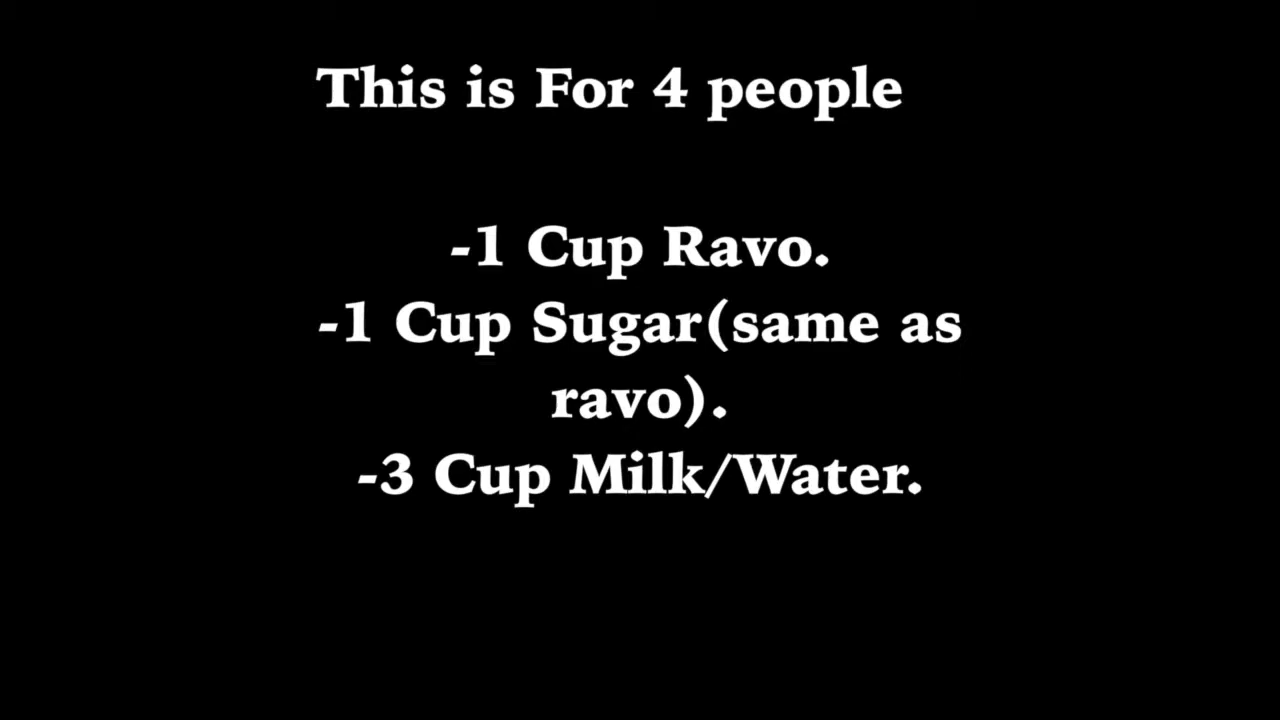 This is For 4 people
-1 Cup Ravo.
-1 Cup Sugar(same as
ravo).
-3 Cup Milk/Water.